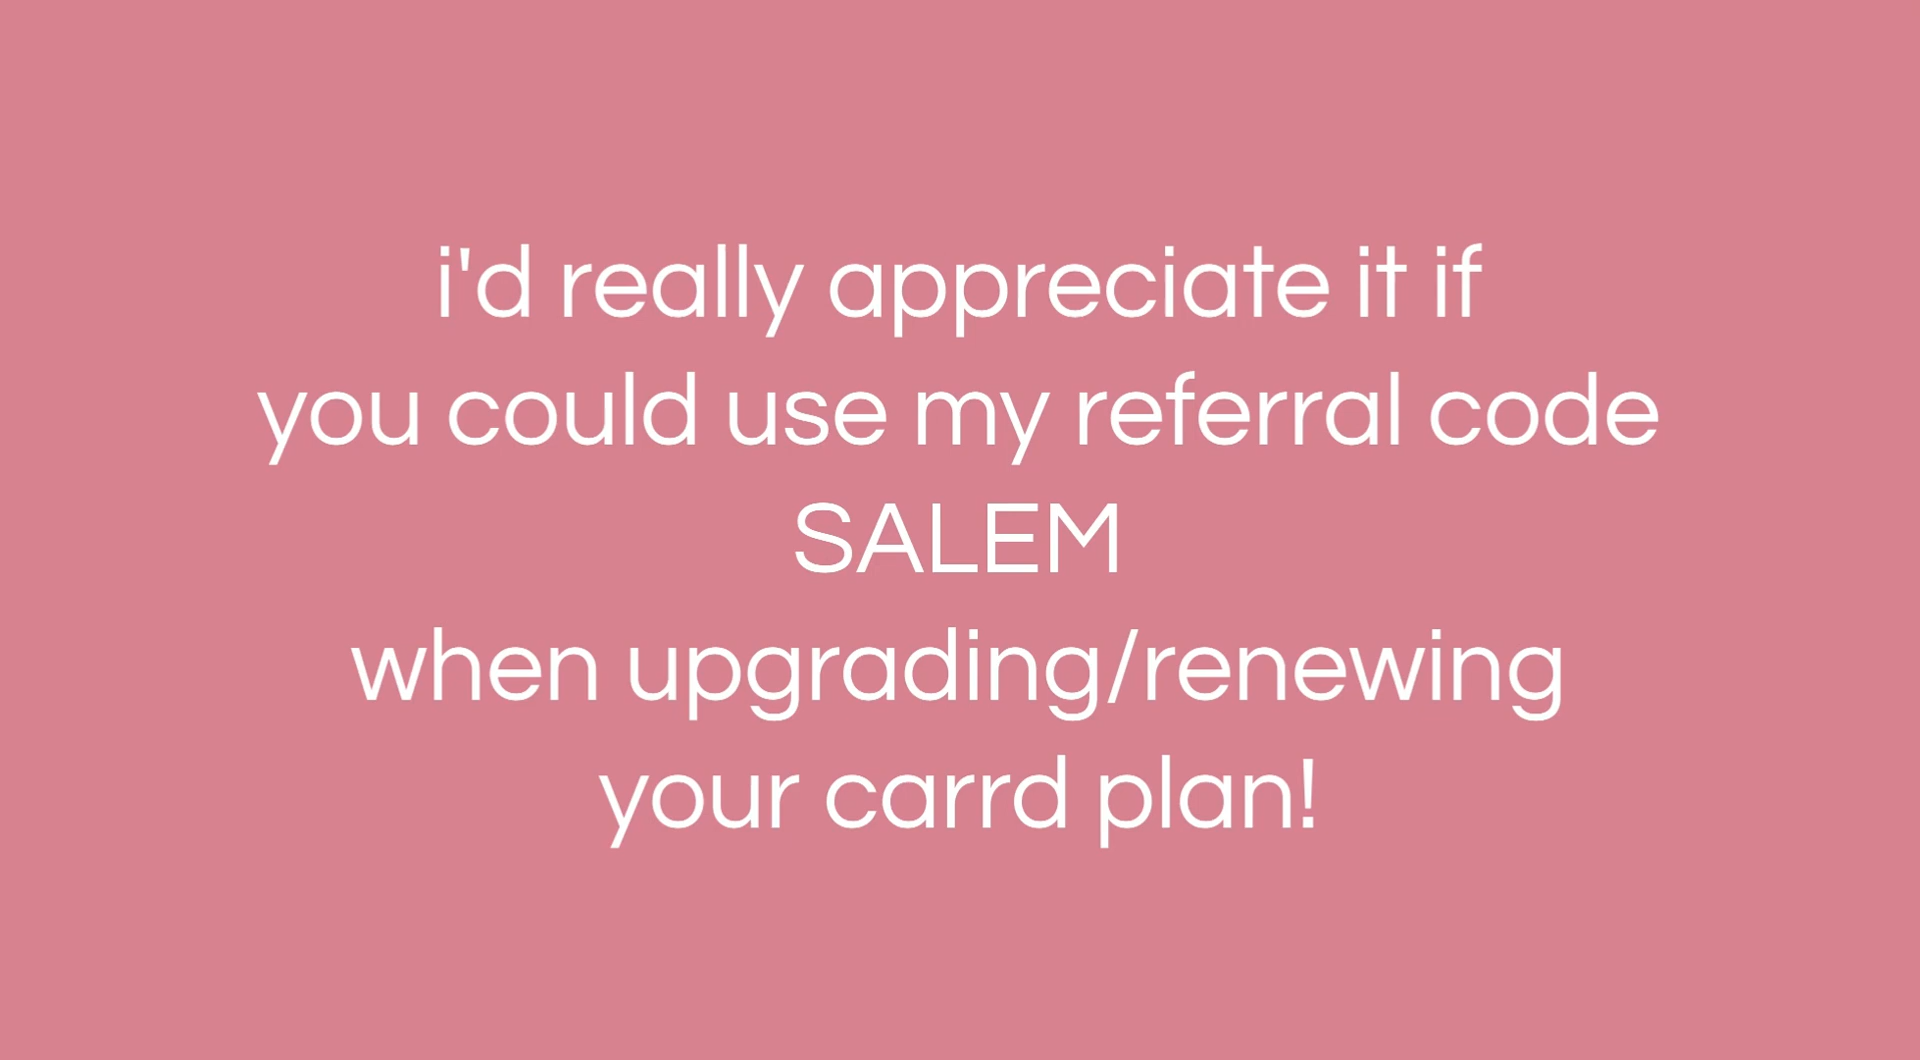 i'd really appreciate it if
you could use my referral code
SALEM
when upgrading/renewing
your carrd plan!